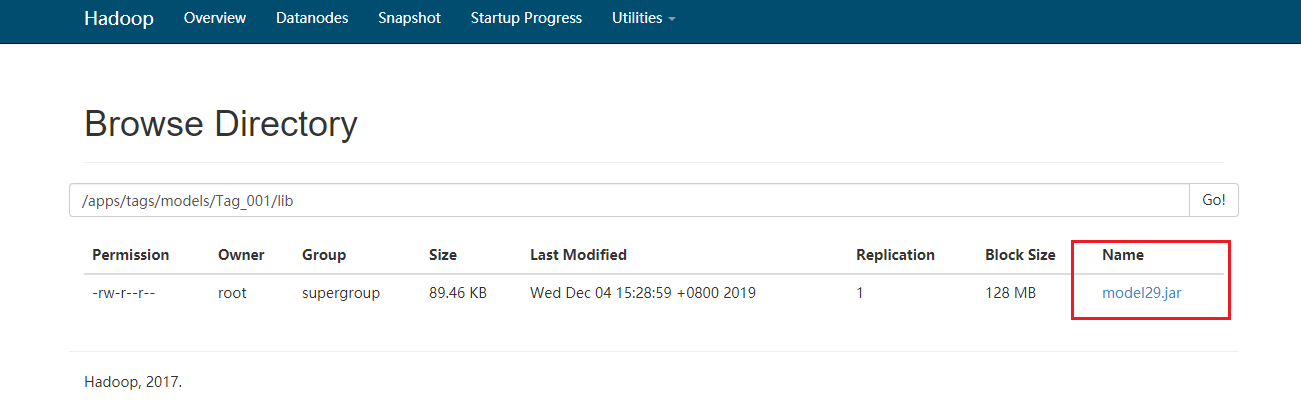 Hadoop Overview Datanodes Snapshot Startup Progress Utilities
Browse Directory
/apps/tags/models/Tag_001/lib Go!
Permission Owner Group Size Last Modified Replication Block Size Name
-rw-r--r-- root supergroup 89.46 KB Wed Dec 04 15:28:59 +0800 2019 1 128 MB model29.jar
Hadoop, 2017.